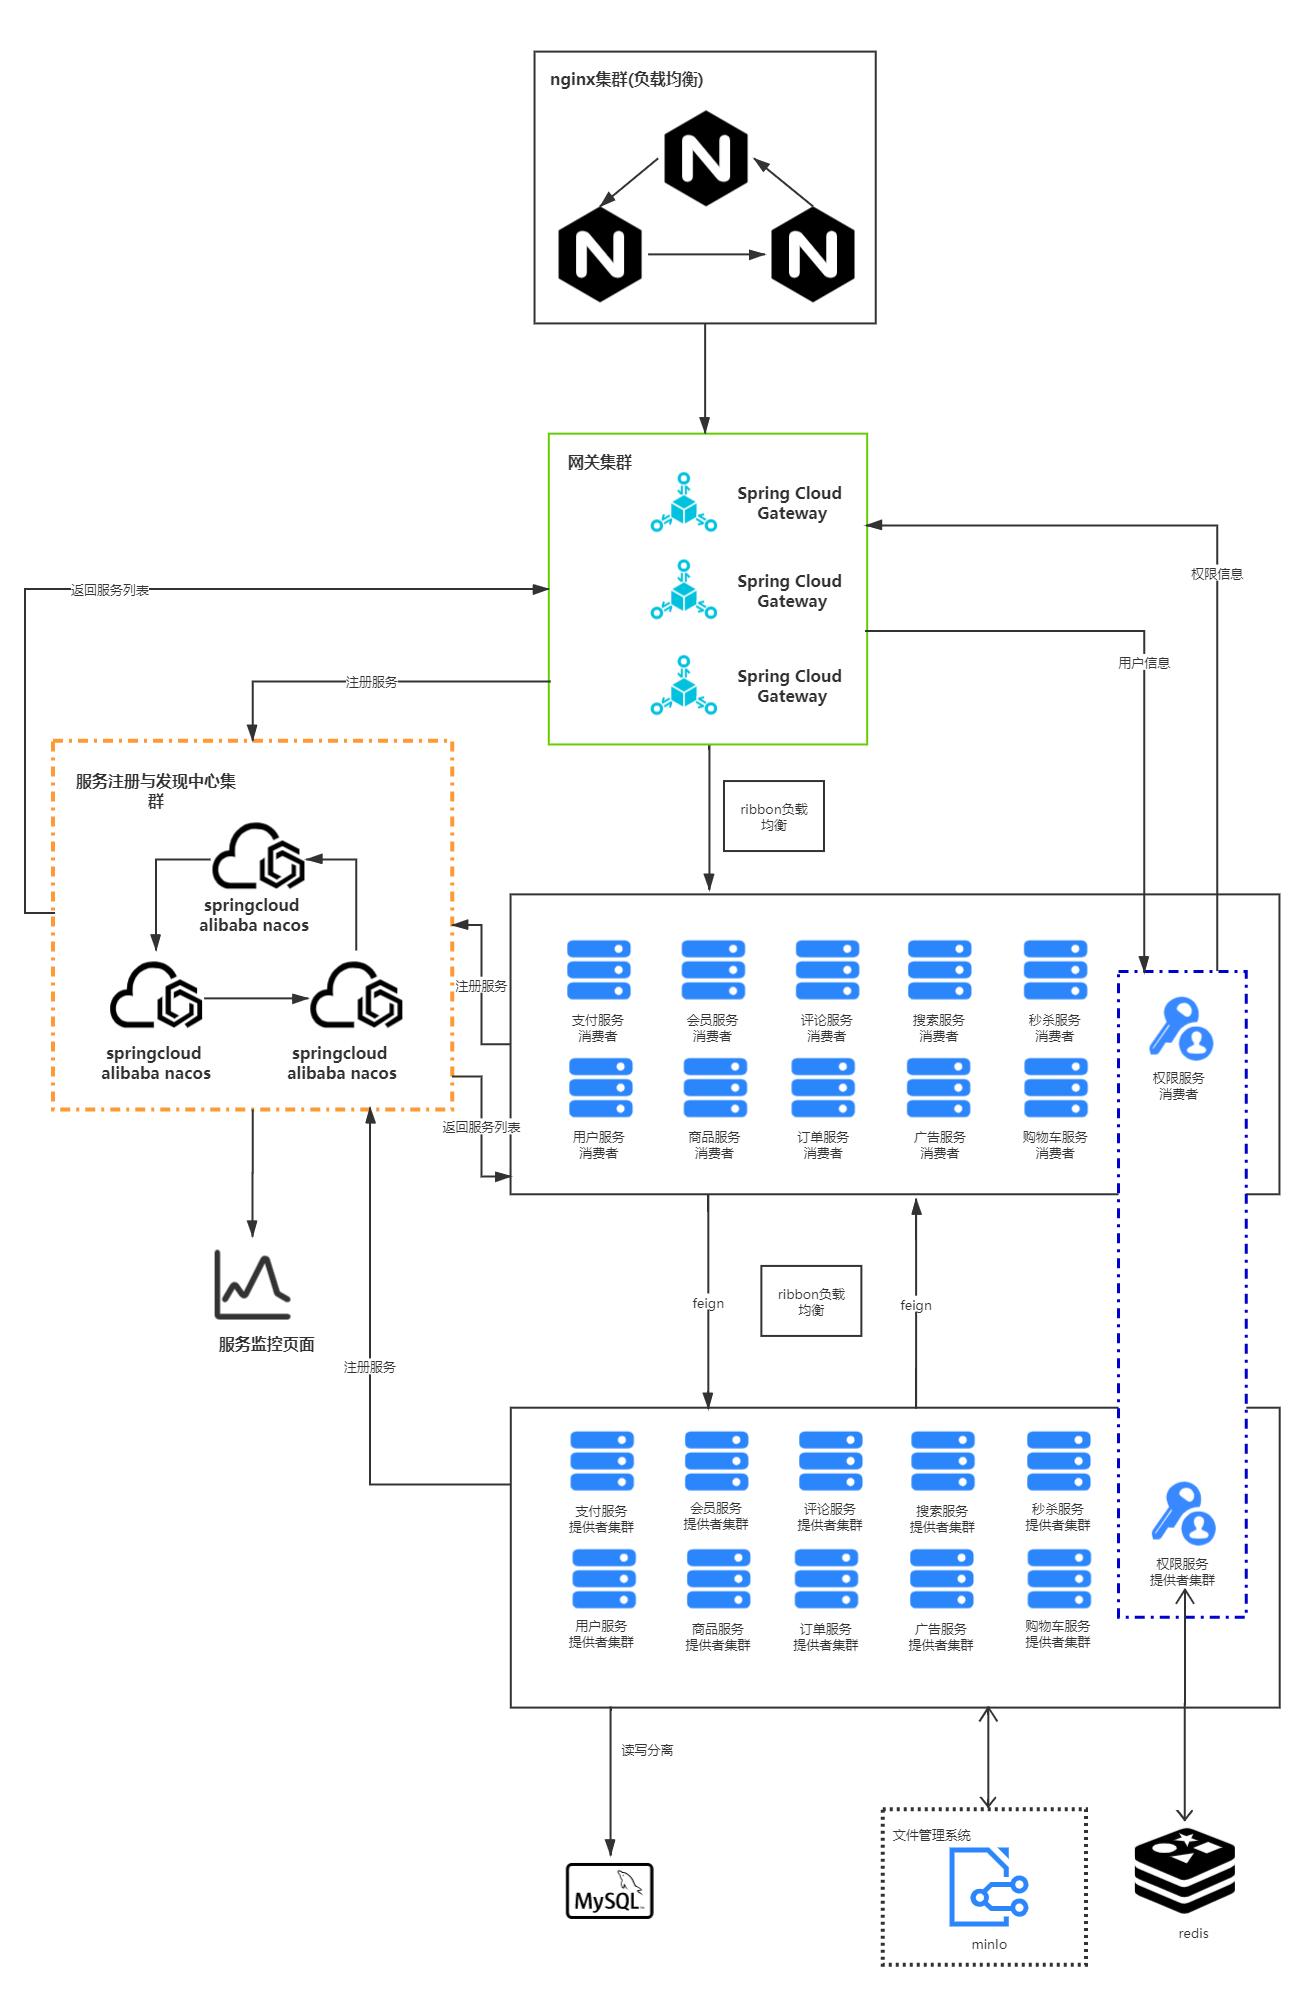 nginx集群(负载均衡)
网关集群
Spring Cloud
Gateway
Spring Cloud
Gateway
Spring Cloud
Gateway
权限信息
返回服务列表
用户信息
注册服务
服务注册与发现中心集
群
ribbon负载
均衡
springcloud
alibaba nacos
springcloud
alibaba nacos
springcloud
alibaba nacos
注册服务
返回服务列表
支付服务
消费者
会员服务
消费者
评论服务
消费者
搜索服务
消费者
秒杀服务
消费者
权限服务
消费者
用户服务
消费者
商品服务
消费者
订单服务
消费者
广告服务
消费者
购物车服务
消费者
服务监控页面
feign
ribbon负载
均衡
feign
注册服务
支付服务
提供者集群
会员服务
提供者集群
评论服务
提供者集群
搜索服务
提供者集群
秒杀服务
提供者集群
权限服务
提供者集群
用户服务
提供者集群
商品服务
提供者集群
订单服务
提供者集群
广告服务
提供者集群
购物车服务
提供者集群
读写分离
MySQL
文件管理系统
minIo
redis